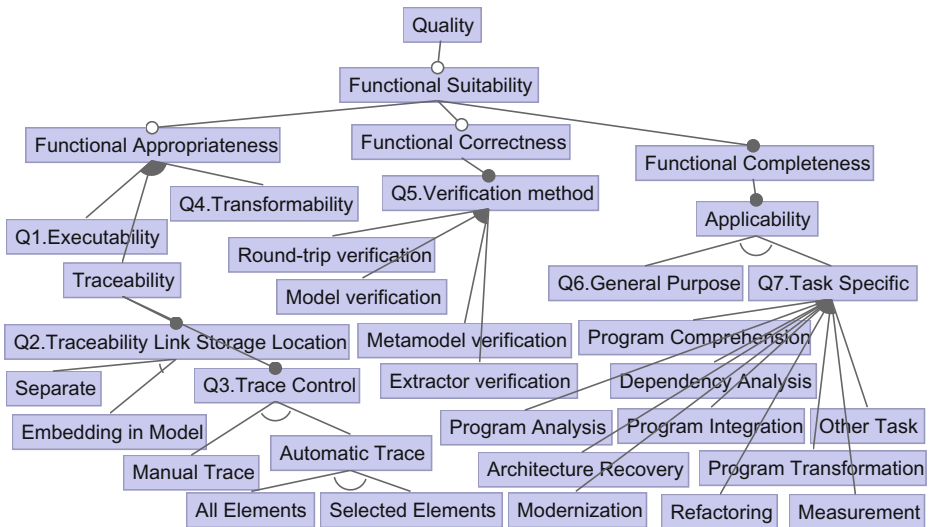 Quality
Functional Suitability
Functional Appropriateness
Functional Correctness
Functional Completeness
Q4.Transformability
Q5.Verification method
Applicability
Q1.Executability
Round-trip verification
Traceability
Q6.General Purpose
Q7.Task Specific
Model verification
Q2.Traceability Link Storage Location
Metamodel verification
Program Comprehension
Separate
Q3.Trace Control
Extractor verification
Dependency Analysis
Embedding in Model
Program Analysis
Program Integration
Other Task
Manual Trace
Automatic Trace
Architecture Recovery
Program Transformation
All Elements
Selected Elements
Modernization
Refactoring
Measurement